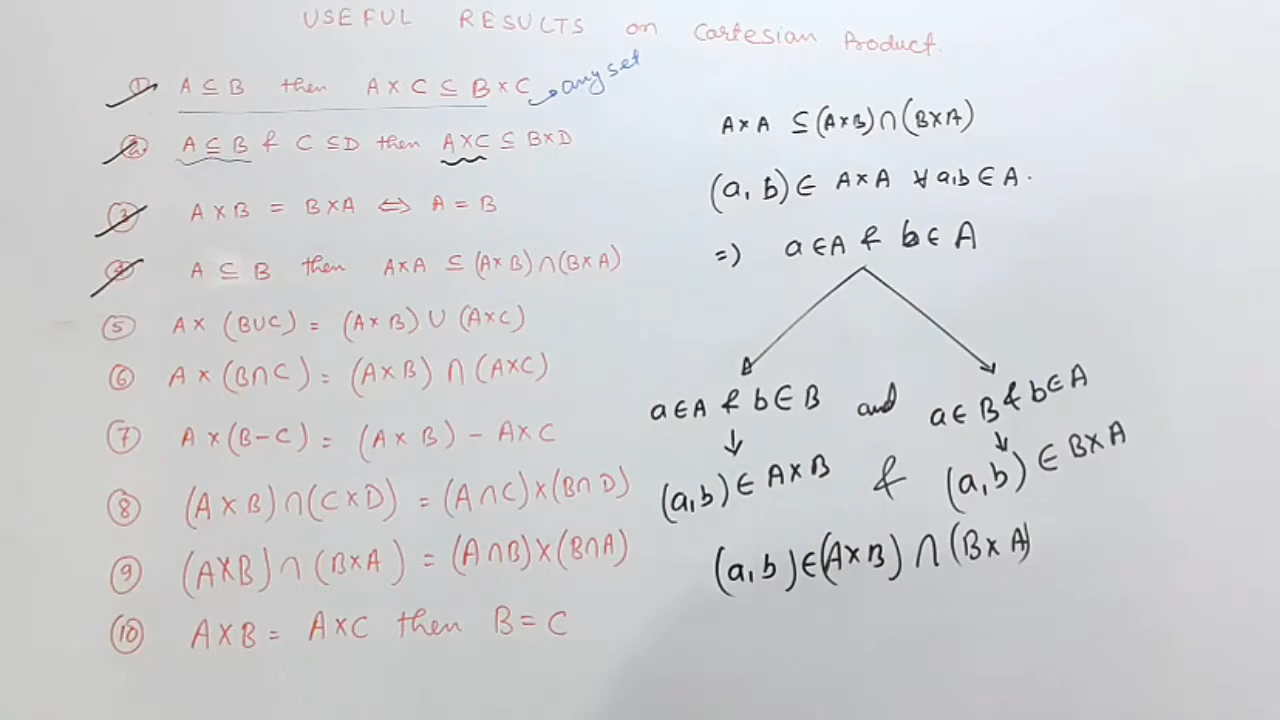 USEFUL RESULTS on Cartesian Product.
① A ⊆ B then A × C ⊆ B × C any set
② A ⊆ B & C ⊆ D then A×C ⊆ B×D
③ A × B = B × A ⇔ A = B
④ A ⊆ B then A×A ⊆ (A×B)∩(B×A)
⑤ A × (B∪C) = (A×B) ∪ (A×C)
⑥ A × (B∩C) = (A×B) ∩ (A×C)
⑦ A × (B-C) = (A × B) - A×C
⑧ (A × B)∩(C×D) = (A∩C)×(B∩D)
⑨ (A×B)∩(B×A) = (A∩B)×(B∩A)
⑩ A×B = A×C then B = C
A×A ⊆ (A×B)∩(B×A)
(a, b) ∈ A×A ∀ a,b ∈ A.
=) a∈A & b∈A
a∈A & b∈B and a∈B & b∈A
(a,b) ∈ A×B & (a,b) ∈ B×A
(a,b)∈(A×B)∩(B×A)